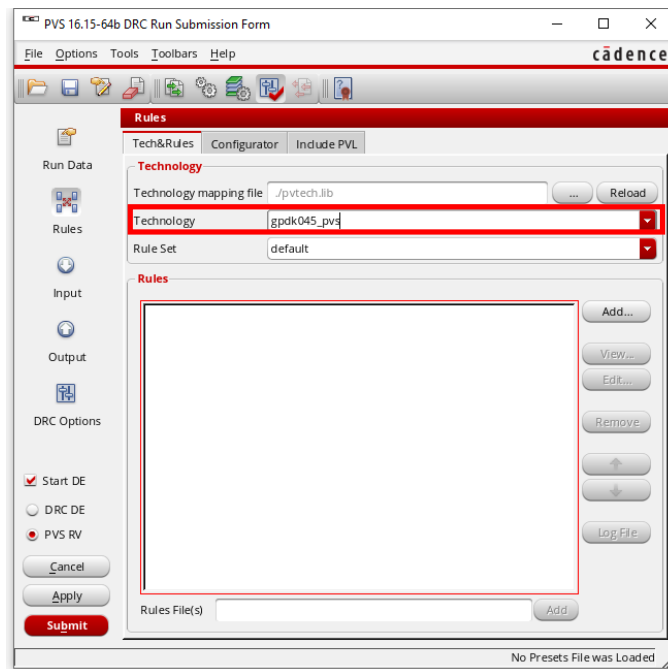 PVS 16.15-64b DRC Run Submission Form
File Options Tools Toolbars Help
cādence
Rules
Tech&Rules Configurator Include PVL
Run Data
Technology
Technology mapping file ./pvtech.lib ... Reload
Technology gpdk045_pvs
Rules
Rule Set default
Rules
Input
Add...
Output
View...
Edit...
DRC Options
Remove
Start DE
DRC DE
PVS RV
Log File
Cancel
Apply
Rules File(s) Add
Submit
No Presets File was Loaded